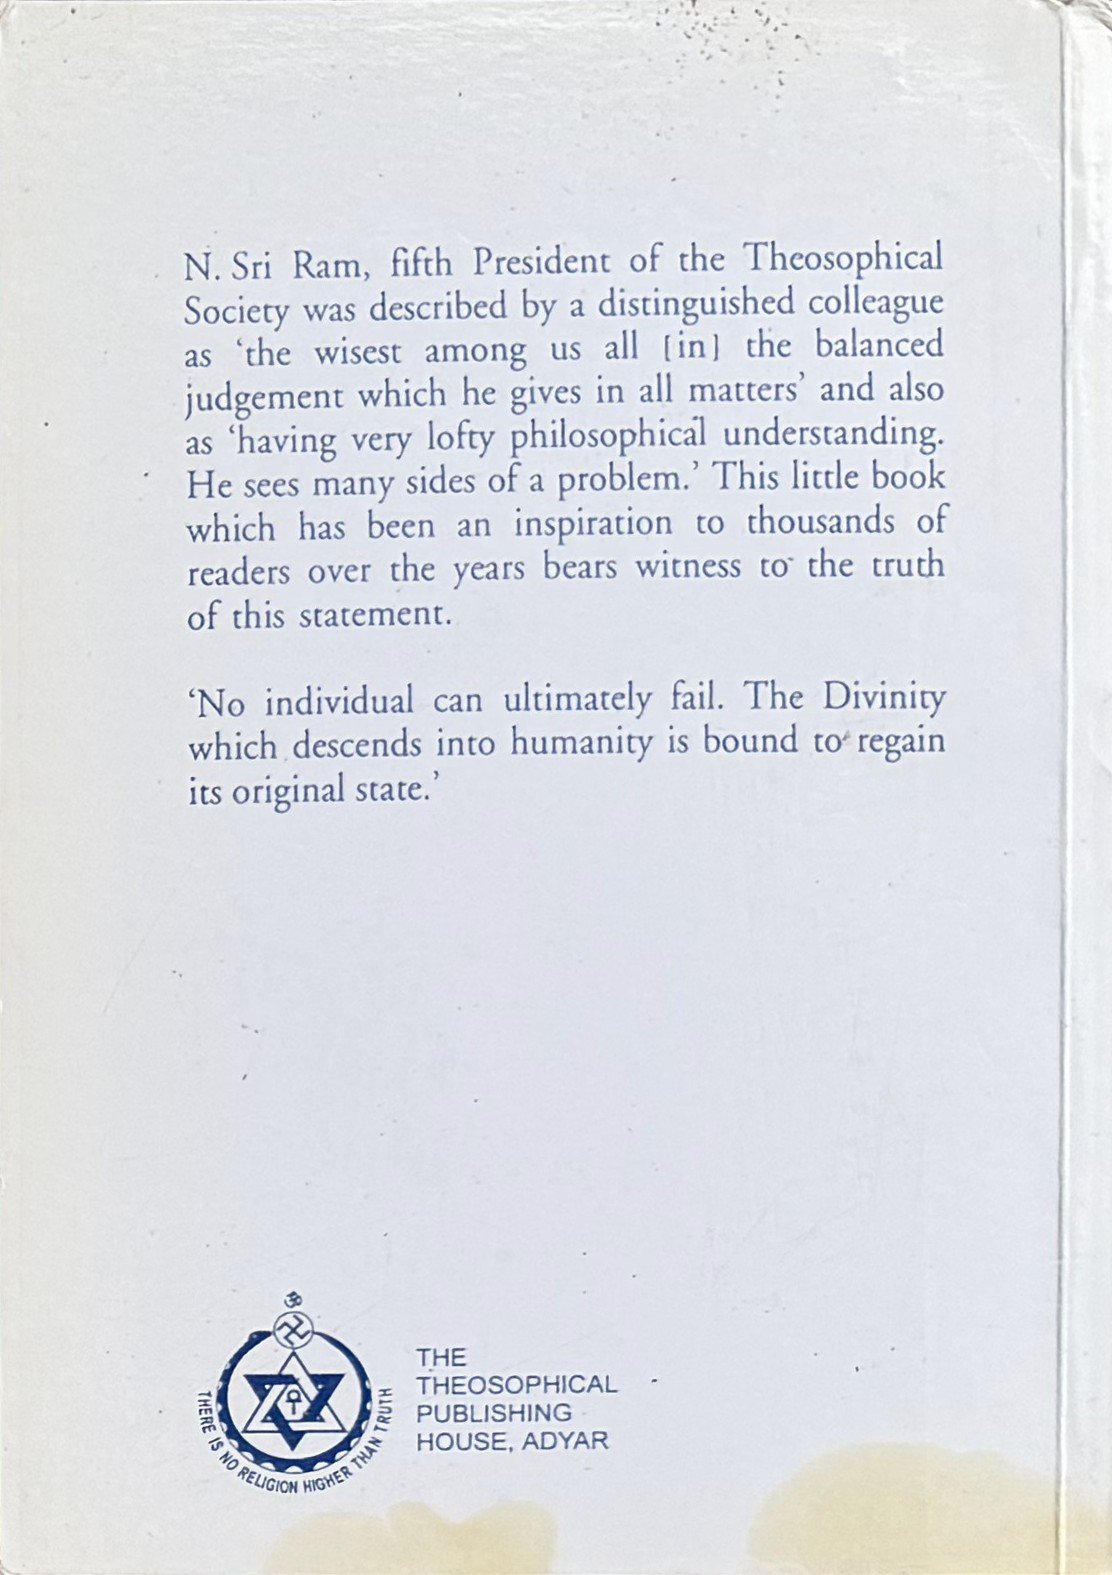 N. Sri Ram, fifth President of the Theosophical
Society was described by a distinguished colleague
as ‘the wisest among us all [in] the balanced
judgement which he gives in all matters’ and also
as ‘having very lofty philosophical understanding.
He sees many sides of a problem.’ This little book
which has been an inspiration to thousands of
readers over the years bears witness to the truth
of this statement.
‘No individual can ultimately fail. The Divinity
which descends into humanity is bound to regain
its original state.’
ॐ
THERE IS NO RELIGION HIGHER THAN TRUTH
THE
THEOSOPHICAL
PUBLISHING
HOUSE, ADYAR